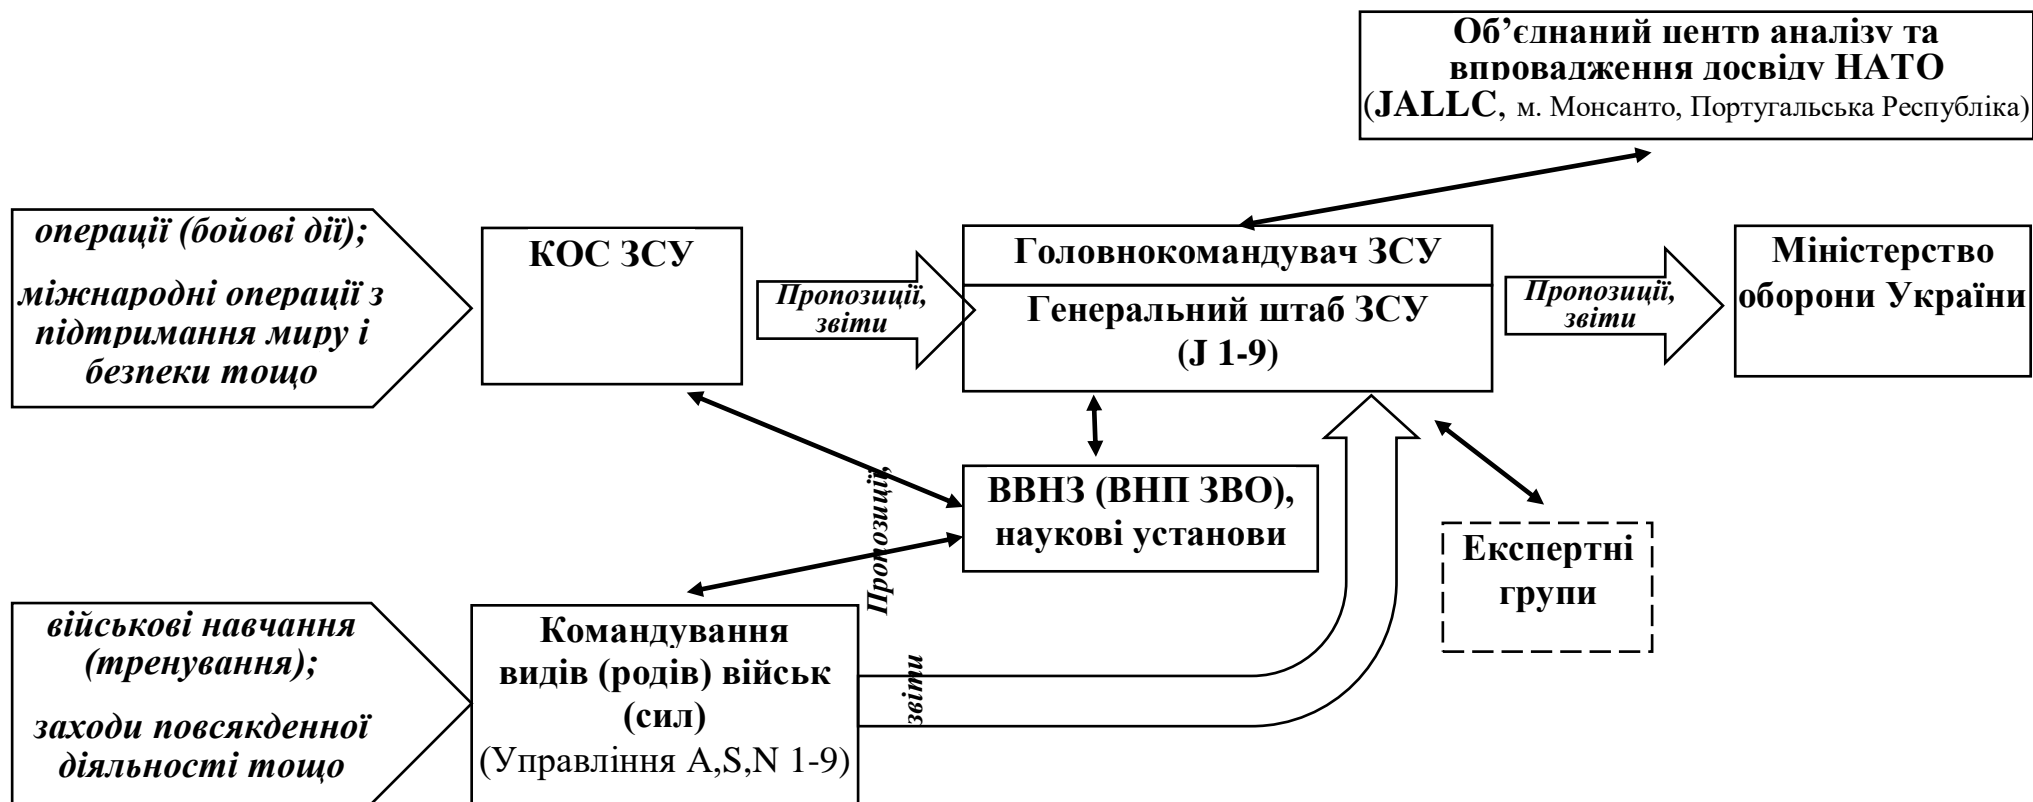 Об’єднаний центр аналізу та
впровадження досвіду НАТО
(JALLC, м. Монсанто, Португальська Республіка)
операції (бойові дії);
міжнародні операції з
підтримання миру і
безпеки тощо
КОС ЗСУ
Пропозиції,
звіти
Головнокомандувач ЗСУ
Генеральний штаб ЗСУ
(J 1-9)
Пропозиції,
звіти
Міністерство
оборони України
ВВНЗ (ВНП ЗВО),
наукові установи
Експертні
групи
військові навчання
(тренування);
заходи повсякденної
діяльності тощо
Командування
видів (родів) військ
(сил)
(Управління A,S,N 1-9)
Пропозиції,
звіти